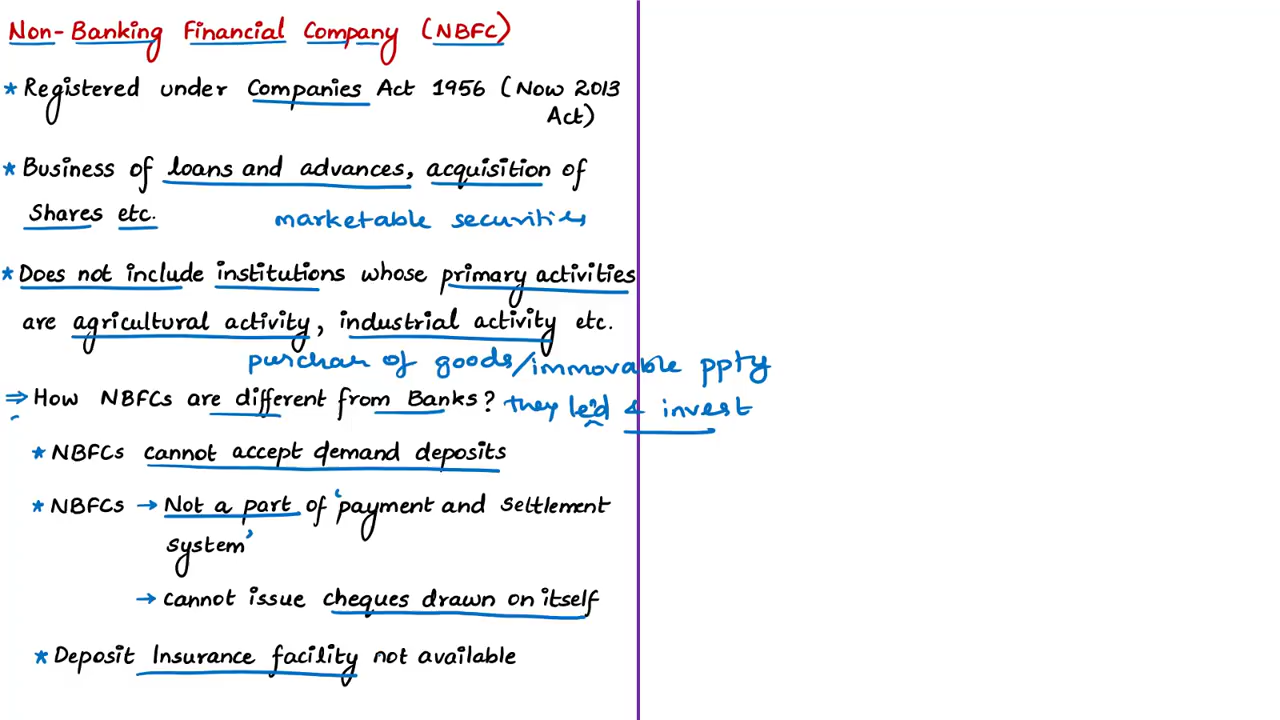 Non-Banking Financial Company (NBFC)
* Registered under Companies Act 1956 (Now 2013
Act)
* Business of loans and advances, acquisition of
Shares etc. marketable securities
* Does not include institutions whose primary activities
are agricultural activity, industrial activity etc.
of goods/immovable ppty
⇒ How NBFCs are different from Banks? they & invest
* NBFCs cannot accept demand deposits
* NBFCs → Not a part of 'payment and settlement
system'
→ cannot issue cheques drawn on itself
* Deposit Insurance facility not available